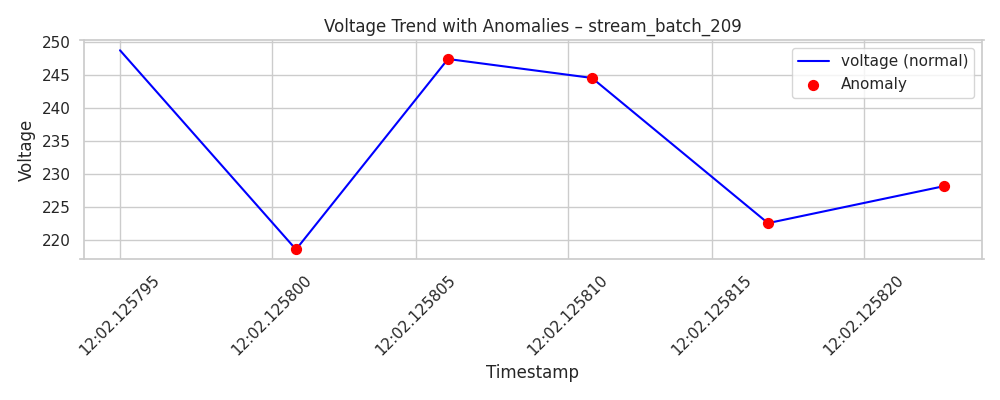 Voltage Trend with Anomalies – stream_batch_209
250
245
240
235
230
225
220
Voltage
voltage (normal)
Anomaly
12:02.125795
12:02.125800
12:02.125805
12:02.125810
12:02.125815
12:02.125820
Timestamp